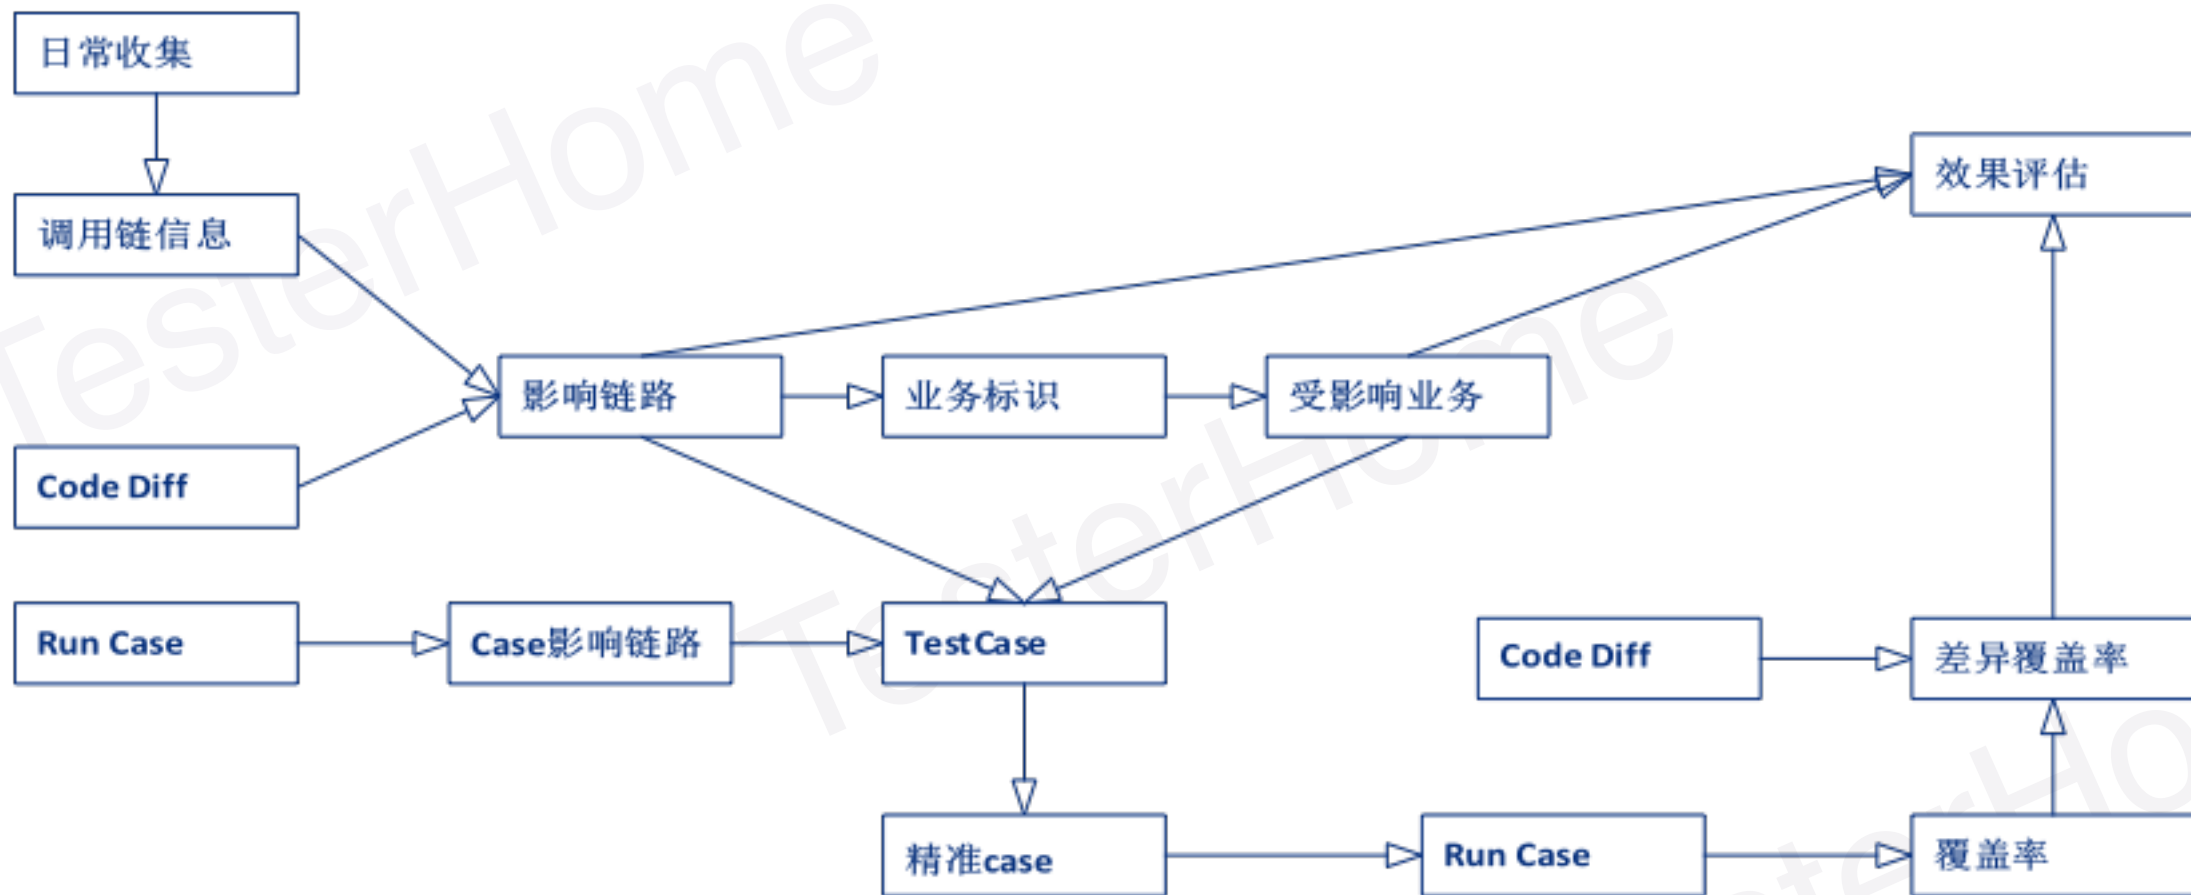 日常收集
调用链信息
效果评估
影响链路
业务标识
受影响业务
Code Diff
Run Case
Case影响链路
TestCase
Code Diff
差异覆盖率
精准case
Run Case
覆盖率
TesterHome
TesterHome
terHo